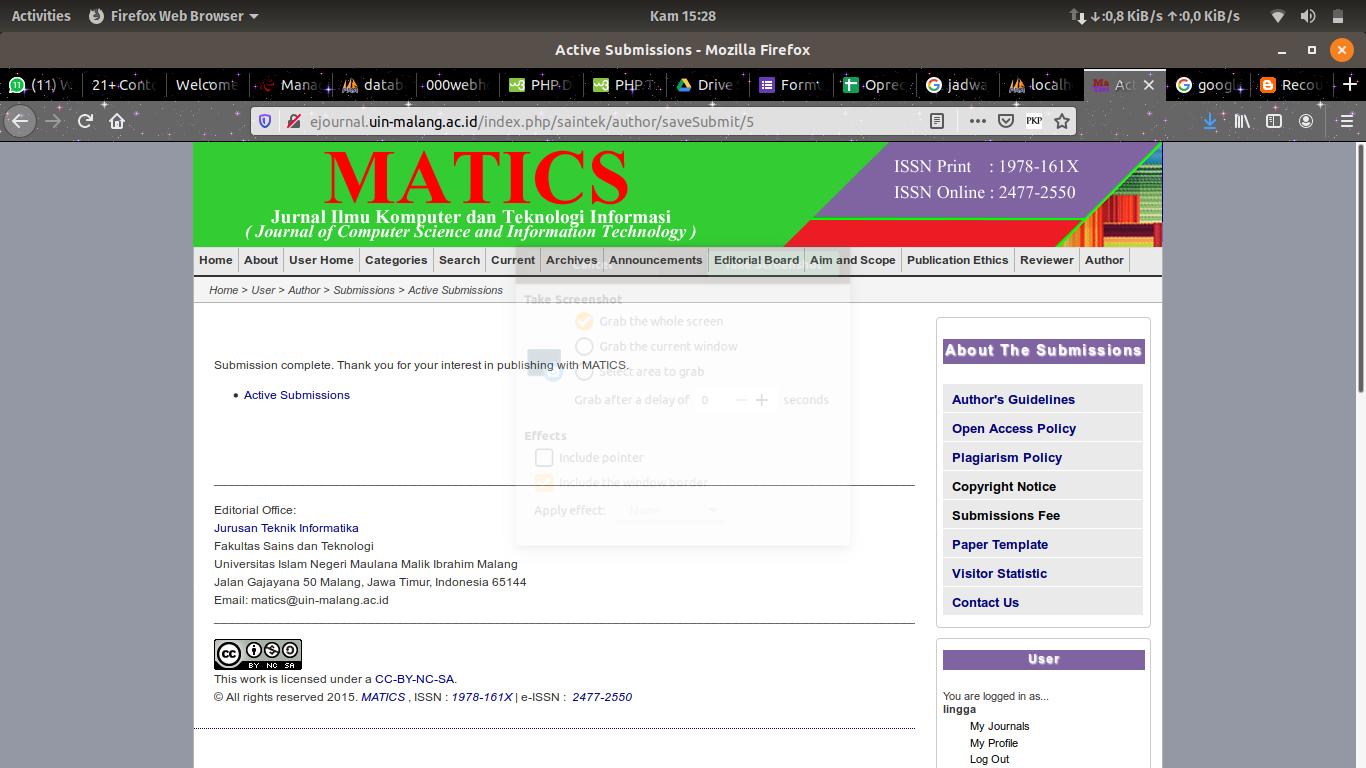 Activities Firefox Web Browser Kam 15:28 ↓:0,8 KiB/s ↑:0,0 KiB/s
Active Submissions - Mozilla Firefox
(11) 21+ Welcome 000webh PHP Drive localh
ejournal.uin-malang.ac.id/index.php/saintek/author/saveSubmit/5 PKP
MATICS
Jurnal Ilmu Komputer dan Teknologi Informasi
( Journal of Computer Science and Information Technology )
ISSN Print : 1978-161X
ISSN Online : 2477-2550
Home About User Home Categories Search Current Archives Announcements Editorial Board Aim and Scope Publication Ethics Reviewer Author
Cancel Take Screenshot
Home > User > Author > Submissions > Active Submissions
Take Screenshot
Grab the whole screen
Grab the current window
Select area to grab
Grab after a delay of 0 seconds
Effects
Include pointer
Include the window border
Apply effect: None
Submission complete. Thank you for your interest in publishing with MATICS.
Active Submissions
Editorial Office:
Jurusan Teknik Informatika
Fakultas Sains dan Teknologi
Universitas Islam Negeri Maulana Malik Ibrahim Malang
Jalan Gajayana 50 Malang, Jawa Timur, Indonesia 65144
Email: matics@uin-malang.ac.id
cc BY NC SA
This work is licensed under a CC-BY-NC-SA.
© All rights reserved 2015. MATICS , ISSN : 1978-161X | e-ISSN : 2477-2550
About The Submissions
Author's Guidelines
Open Access Policy
Plagiarism Policy
Copyright Notice
Submissions Fee
Paper Template
Visitor Statistic
Contact Us
User
You are logged in as...
lingga
My Journals
My Profile
Log Out